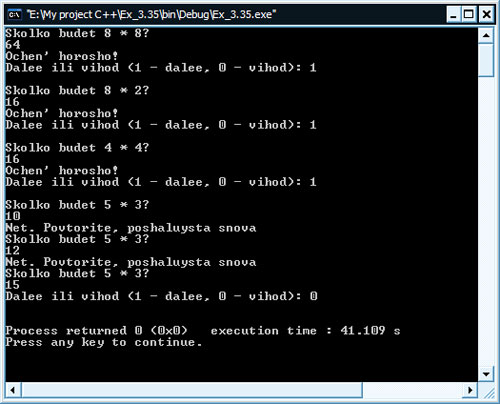 "E:\My project C++\Ex_3.35\bin\Debug\Ex_3.35.exe"
Skolko budet 8 * 8?
64
Ochen' horosho!
Dalee ili vihod (1 - dalee, 0 - vihod): 1
Skolko budet 8 * 2?
16
Ochen' horosho!
Dalee ili vihod (1 - dalee, 0 - vihod): 1
Skolko budet 4 * 4?
16
Ochen' horosho!
Dalee ili vihod (1 - dalee, 0 - vihod): 1
Skolko budet 5 * 3?
10
Net. Povtorite, poshaluysta snova
Skolko budet 5 * 3?
12
Net. Povtorite, poshaluysta snova
Skolko budet 5 * 3?
15
Dalee ili vihod (1 - dalee, 0 - vihod): 0
Process returned 0 (0x0)   execution time : 41.109 s
Press any key to continue.